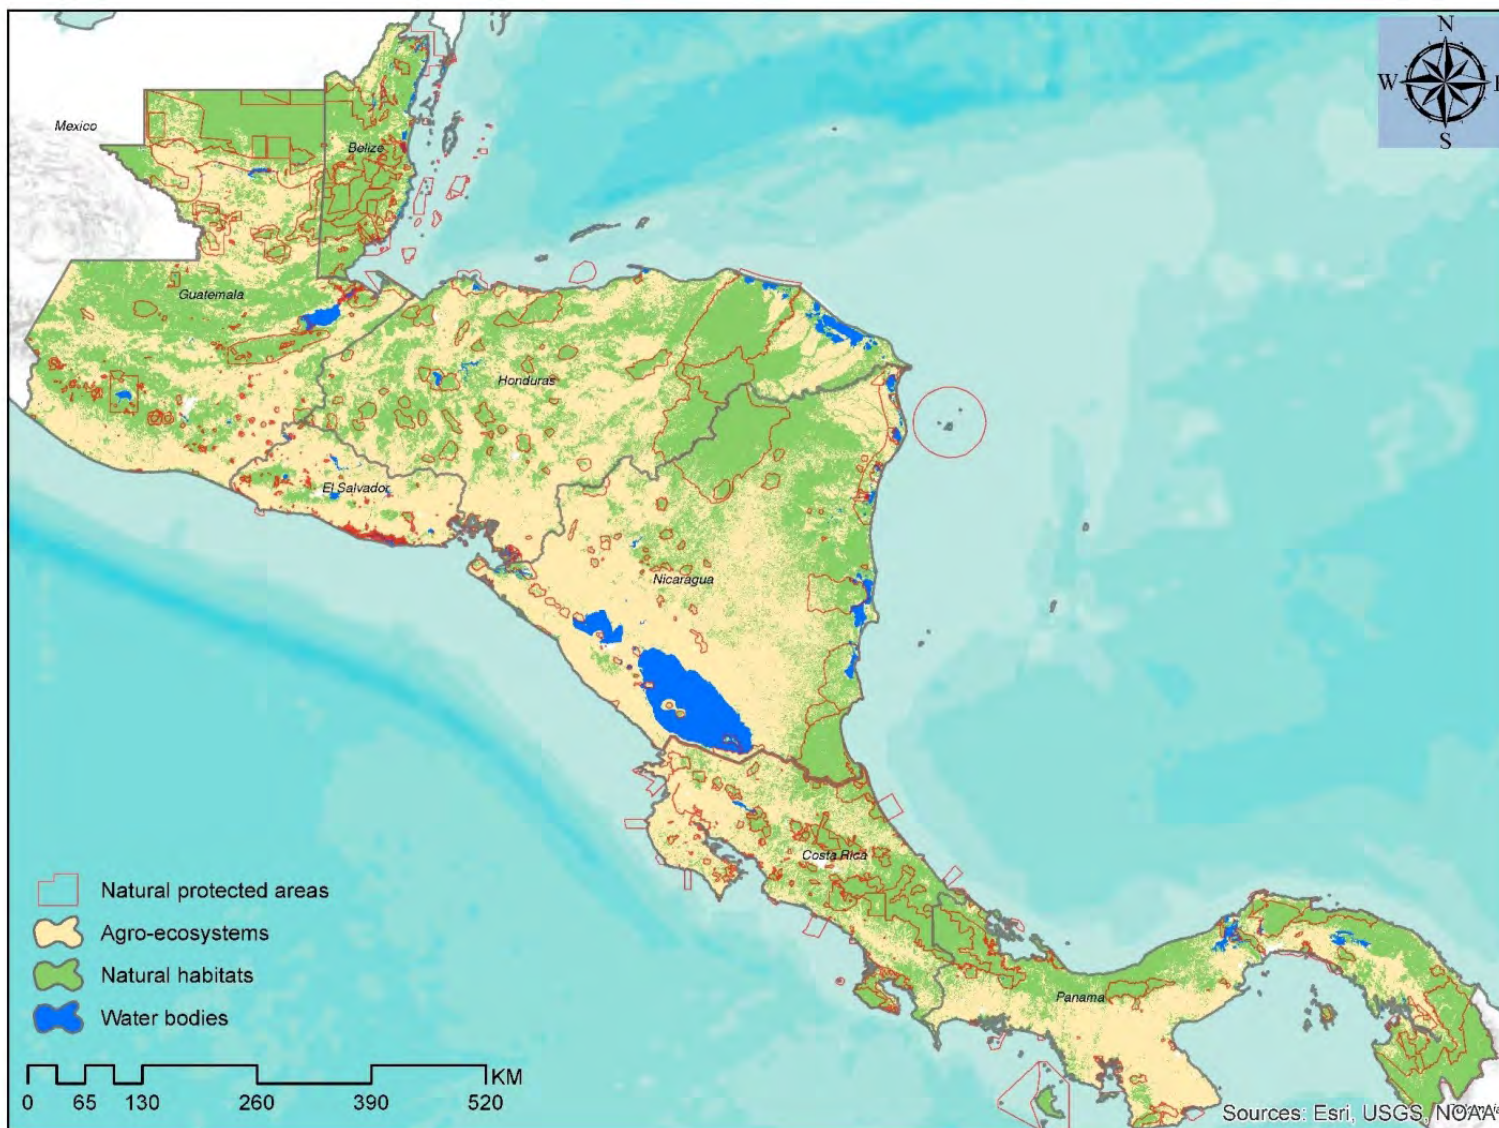 N
W
S
Mexico
Belize
Guatemala
Honduras
El Salvador
Nicaragua
Costa Rica
Panama
Natural protected areas
Agro-ecosystems
Natural habitats
Water bodies
KM
0 65 130 260 390 520
Sources: Esri, USGS, NOAA